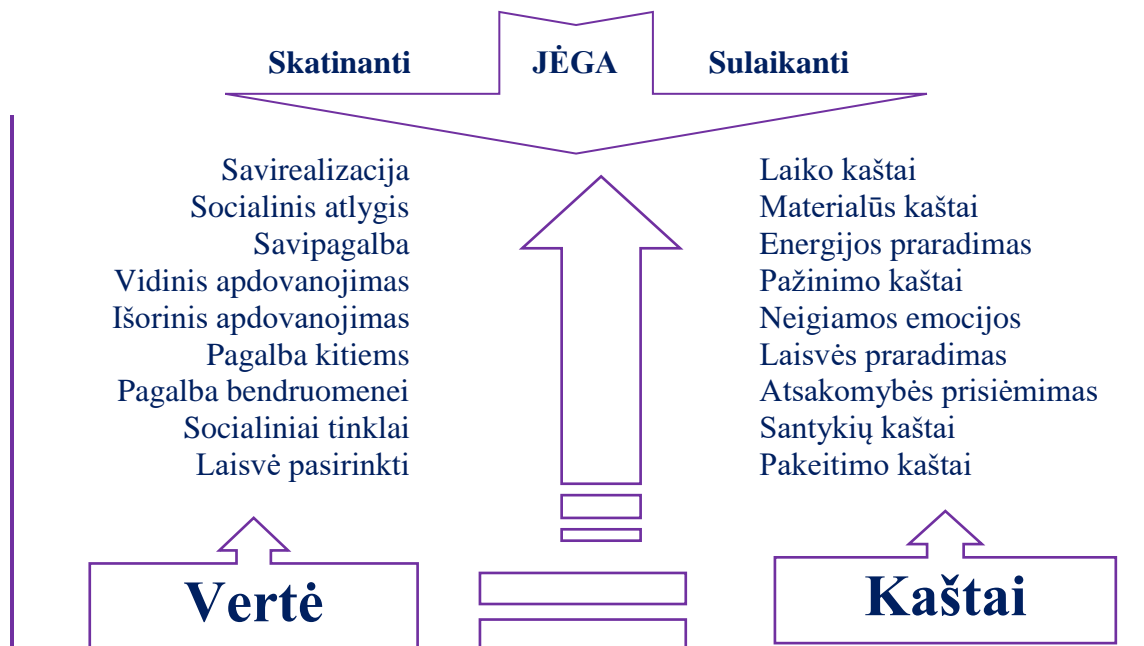 Skatinanti JĖGA Sulaikanti
Savirealizacija
Socialinis atlygis
Savipagalba
Vidinis apdovanojimas
Išorinis apdovanojimas
Pagalba kitiems
Pagalba bendruomenei
Socialiniai tinklai
Laisvė pasirinkti
Laiko kaštai
Materialūs kaštai
Energijos praradimas
Pažinimo kaštai
Neigiamos emocijos
Laisvės praradimas
Atsakomybės prisiėmimas
Santykių kaštai
Pakeitimo kaštai
Vertė
Kaštai